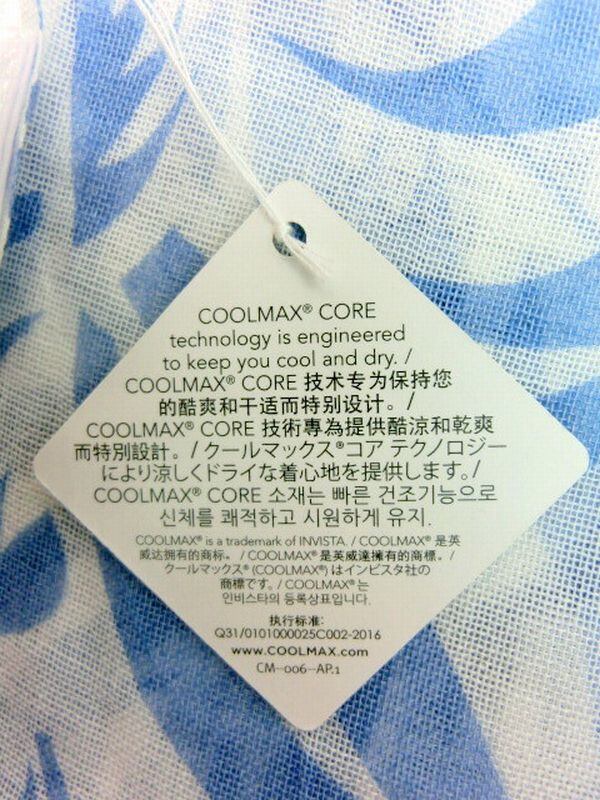 COOLMAX® CORE
technology is engineered
to keep you cool and dry. /
COOLMAX® CORE 技术专为保持您
的酷爽和干适而特别设计。/
COOLMAX® CORE 技術專為提供酷涼和乾爽
而特別設計。/ クールマックス®コア テクノロジー
により涼しくドライな着心地を提供します。/
COOLMAX® CORE 소재는 빠른 건조기능으로
신체를 쾌적하고 시원하게 유지.
COOLMAX® is a trademark of INVISTA. / COOLMAX® 是英
威达拥有的商标。 / COOLMAX® 是英威達擁有的商標。/
クールマックス® (COOLMAX®) はインビスタ社の
商標です。/ COOLMAX® 는
인비스타의 등록상표입니다.
执行标准:
Q31/0101000025C002-2016
www.COOLMAX.com
CM-006-AP.1